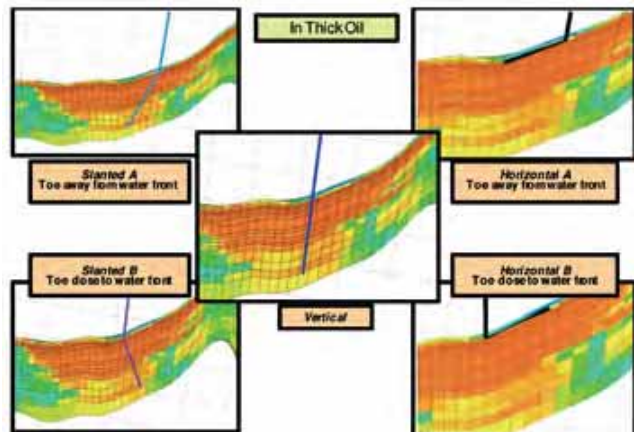 In Thick Oil
Slanted A
Toe away from water front
Horizontal A
Toe away from water front
Slanted B
Toe close to water front
Horizontal B
Toe close to water front
Vertical